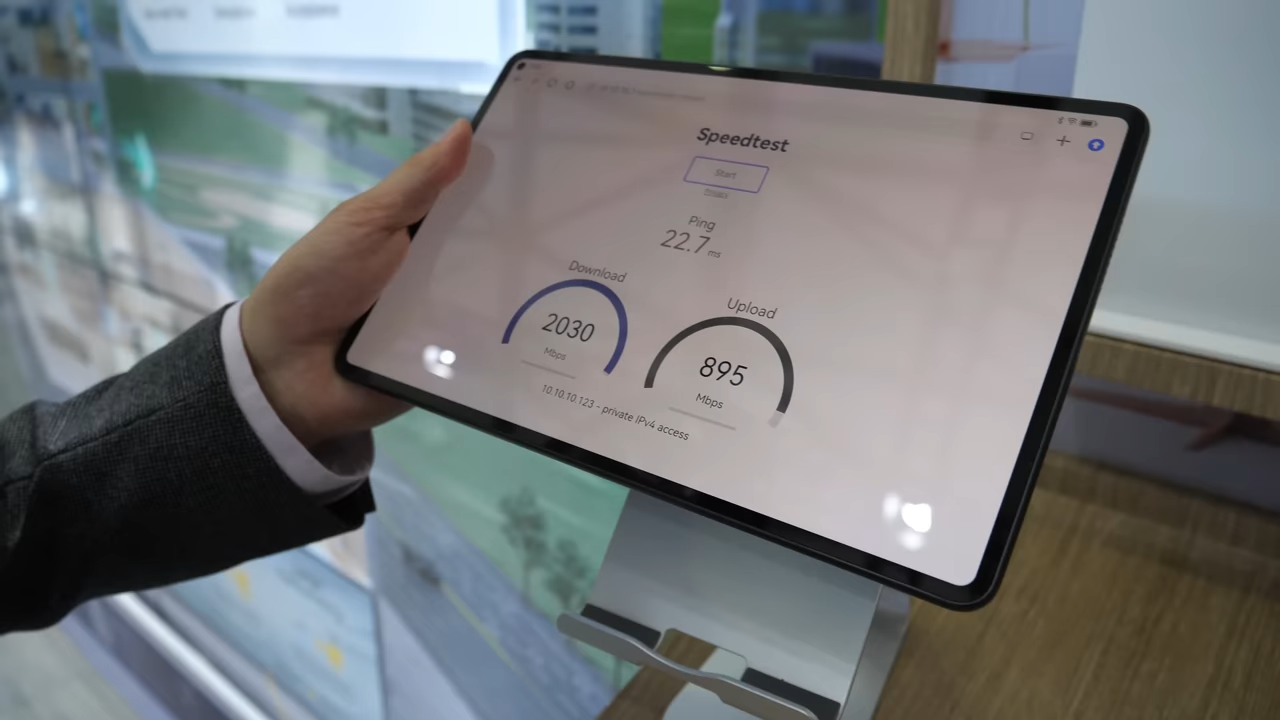 Speedtest
Start
Ping
22.7 ms
Download
2030
Mbps
Upload
895
Mbps
10.10.10.123 - private IPv4 access